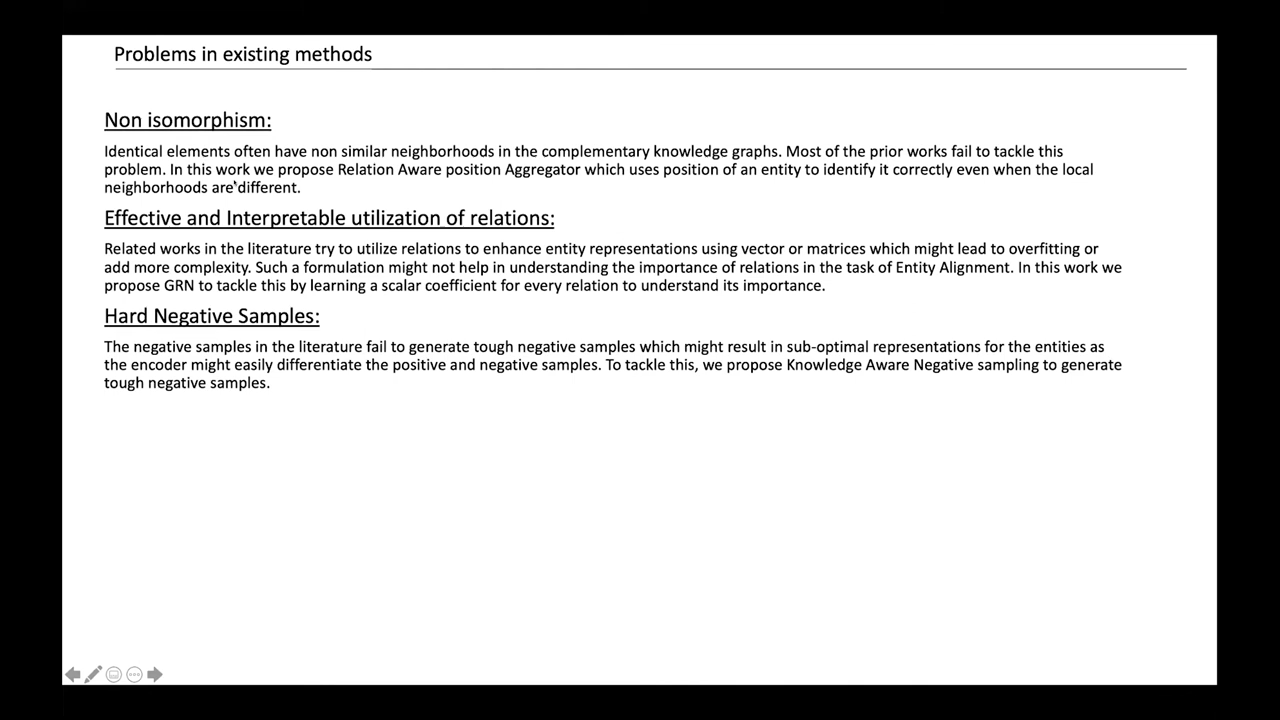 Problems in existing methods
Non isomorphism:
Identical elements often have non similar neighborhoods in the complementary knowledge graphs. Most of the prior works fail to tackle this
problem. In this work we propose Relation Aware position Aggregator which uses position of an entity to identify it correctly even when the local
neighborhoods are different.
Effective and Interpretable utilization of relations:
Related works in the literature try to utilize relations to enhance entity representations using vector or matrices which might lead to overfitting or
add more complexity. Such a formulation might not help in understanding the importance of relations in the task of Entity Alignment. In this work we
propose GRN to tackle this by learning a scalar coefficient for every relation to understand its importance.
Hard Negative Samples:
The negative samples in the literature fail to generate tough negative samples which might result in sub-optimal representations for the entities as
the encoder might easily differentiate the positive and negative samples. To tackle this, we propose Knowledge Aware Negative sampling to generate
tough negative samples.